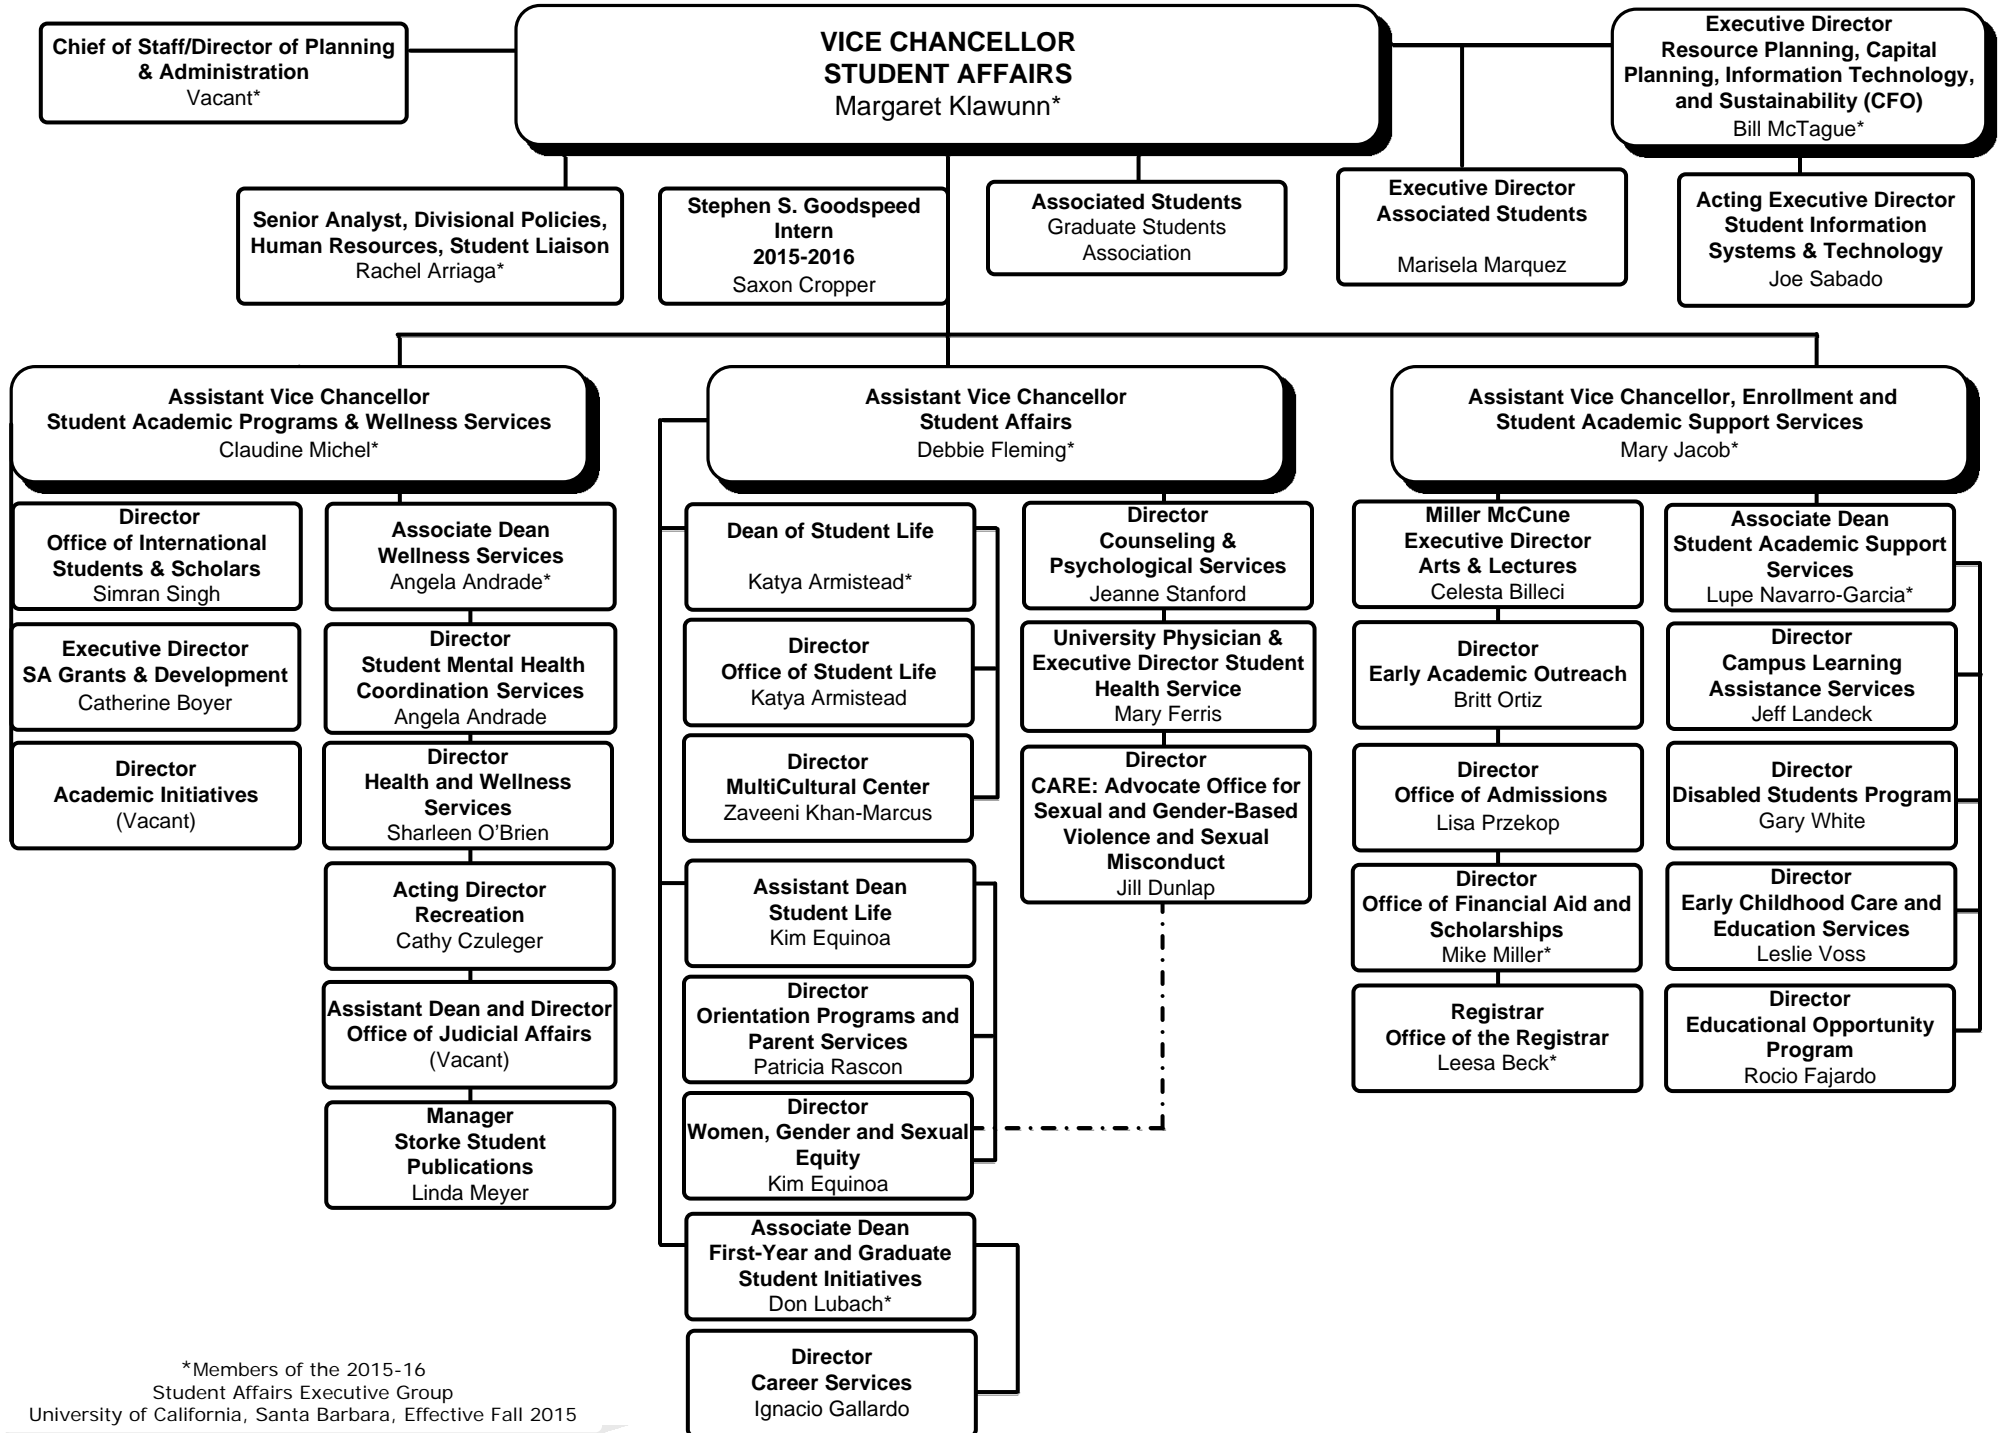 Chief of Staff/Director of Planning
& Administration
Vacant*
VICE CHANCELLOR
STUDENT AFFAIRS
Margaret Klawunn*
Executive Director
Resource Planning, Capital
Planning, Information Technology,
and Sustainability (CFO)
Bill McTague*
Senior Analyst, Divisional Policies,
Human Resources, Student Liaison
Rachel Arriaga*
Stephen S. Goodspeed
Intern
2015-2016
Saxon Cropper
Associated Students
Graduate Students
Association
Executive Director
Associated Students
Marisela Marquez
Acting Executive Director
Student Information
Systems & Technology
Joe Sabado
Assistant Vice Chancellor
Student Academic Programs & Wellness Services
Claudine Michel*
Director
Office of International
Students & Scholars
Simran Singh
Executive Director
SA Grants & Development
Catherine Boyer
Director
Academic Initiatives
(Vacant)
Associate Dean
Wellness Services
Angela Andrade*
Director
Student Mental Health
Coordination Services
Angela Andrade
Director
Health and Wellness
Services
Sharleen O’Brien
Acting Director
Recreation
Cathy Czuleger
Assistant Dean and Director
Office of Judicial Affairs
(Vacant)
Manager
Storke Student
Publications
Linda Meyer
Assistant Vice Chancellor
Student Affairs
Debbie Fleming*
Dean of Student Life
Katya Armistead*
Director
Office of Student Life
Katya Armistead
Director
MultiCultural Center
Zaveeni Khan-Marcus
Assistant Dean
Student Life
Kim Equinoa
Director
Orientation Programs and
Parent Services
Patricia Rascon
Director
Women, Gender and Sexual
Equity
Kim Equinoa
Associate Dean
First-Year and Graduate
Student Initiatives
Don Lubach*
Director
Career Services
Ignacio Gallardo
Director
Counseling &
Psychological Services
Jeanne Stanford
University Physician &
Executive Director Student
Health Service
Mary Ferris
Director
CARE: Advocate Office for
Sexual and Gender-Based
Violence and Sexual
Misconduct
Jill Dunlap
Assistant Vice Chancellor, Enrollment and
Student Academic Support Services
Mary Jacob*
Miller McCune
Executive Director
Arts & Lectures
Celesta Billeci
Director
Early Academic Outreach
Britt Ortiz
Director
Office of Admissions
Lisa Przekop
Director
Office of Financial Aid and
Scholarships
Mike Miller*
Registrar
Office of the Registrar
Leesa Beck*
Associate Dean
Student Academic Support
Services
Lupe Navarro-Garcia*
Director
Campus Learning
Assistance Services
Jeff Landeck
Director
Disabled Students Program
Gary White
Director
Early Childhood Care and
Education Services
Leslie Voss
Director
Educational Opportunity
Program
Rocio Fajardo
*Members of the 2015-16
Student Affairs Executive Group
University of California, Santa Barbara, Effective Fall 2015